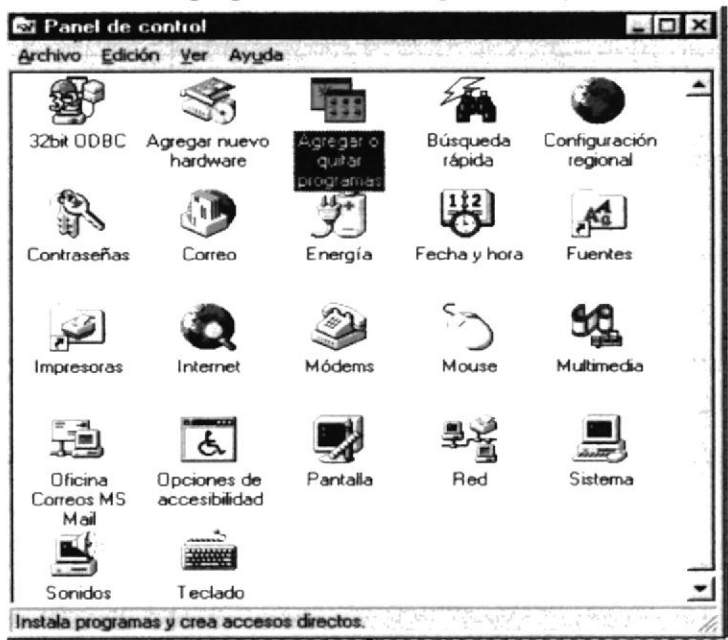 Panel de control
Archivo Edición Ver Ayuda
32bit ODBC
Agregar nuevo
hardware
Agregar o
quitar
programas
Búsqueda
rápida
Configuración
regional
Contraseñas
Correo
Energía
Fecha y hora
Fuentes
Impresoras
Internet
Módems
Mouse
Multimedia
Oficina
Correos MS
Mail
Opciones de
accesibilidad
Pantalla
Red
Sistema
Sonidos
Teclado
Instala programas y crea accesos directos.